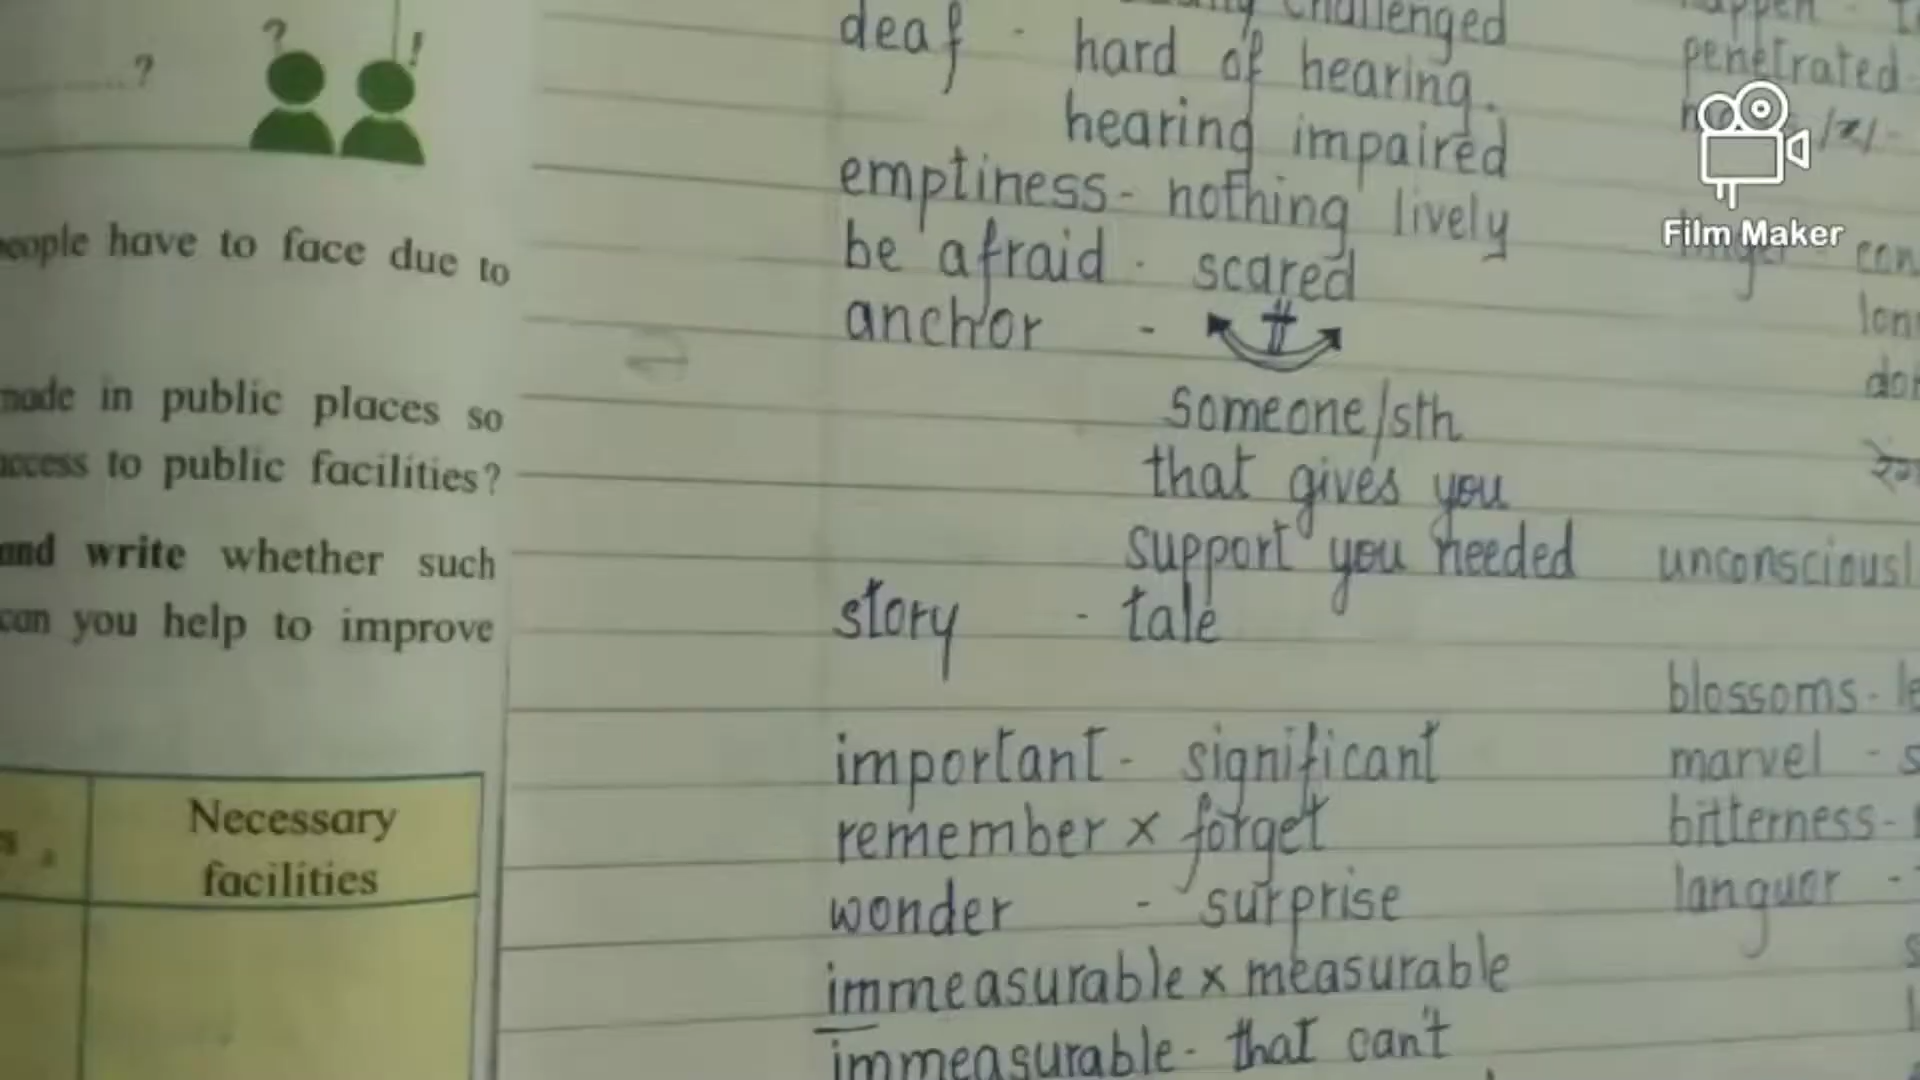 ?
?
!
people have to face due to
made in public places so
access to public facilities?
and write whether such
can you help to improve
Necessary
facilities
challenged
deaf - hard of hearing.
hearing impaired
emptiness - nothing lively
be afraid - scared
anchor -
someone/sth
that gives you
support you needed
story - tale
important - significant
remember x forget
wonder - surprise
immeasurable x measurable
immeasurable - that can't
happen -
penetrated -
/z/ -
unconsciousl
blossoms -
marvel -
bitterness -
languor -
Film Maker